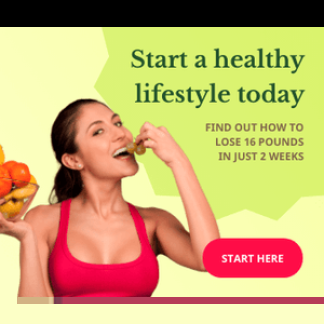 Start a healthy
lifestyle today
FIND OUT HOW TO
LOSE 16 POUNDS
IN JUST 2 WEEKS
START HERE